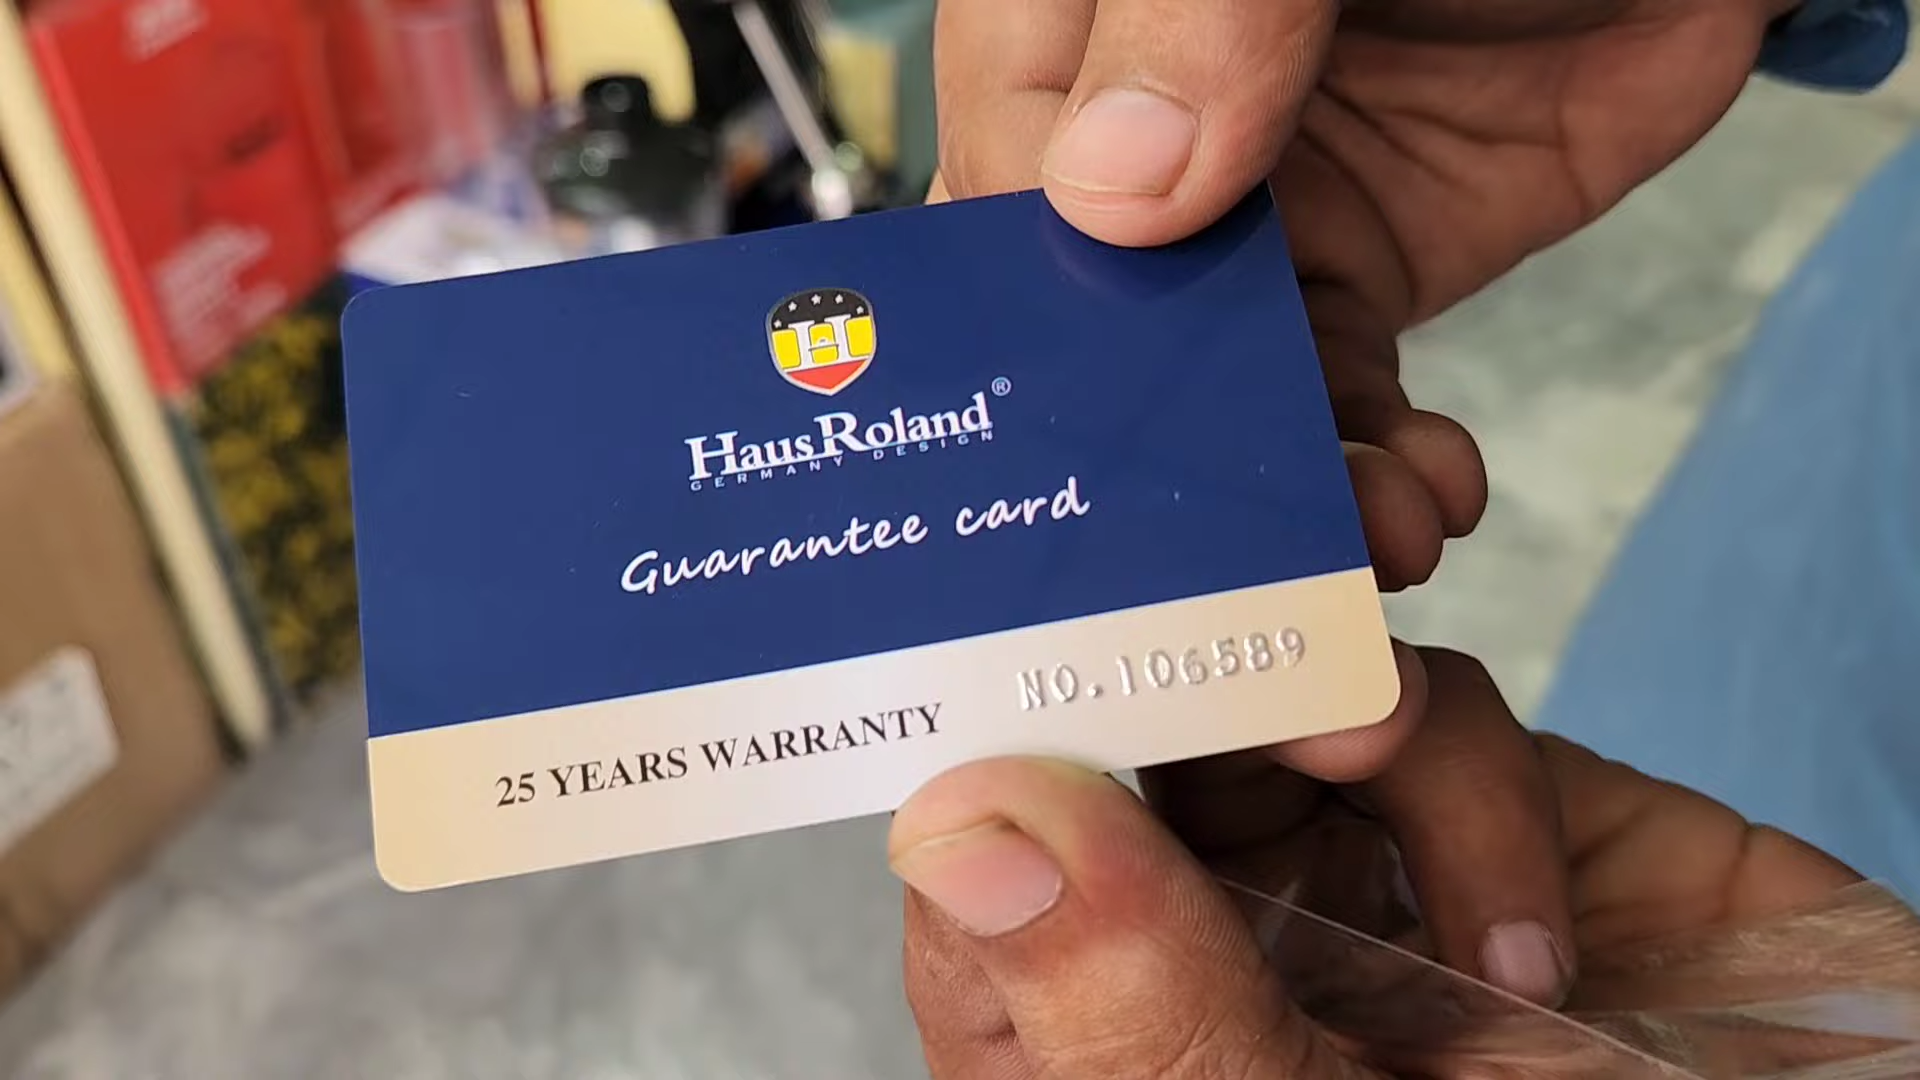 H
HausRoland®
GERMANY DESIGN
Guarantee card
25 YEARS WARRANTY
NO.106589